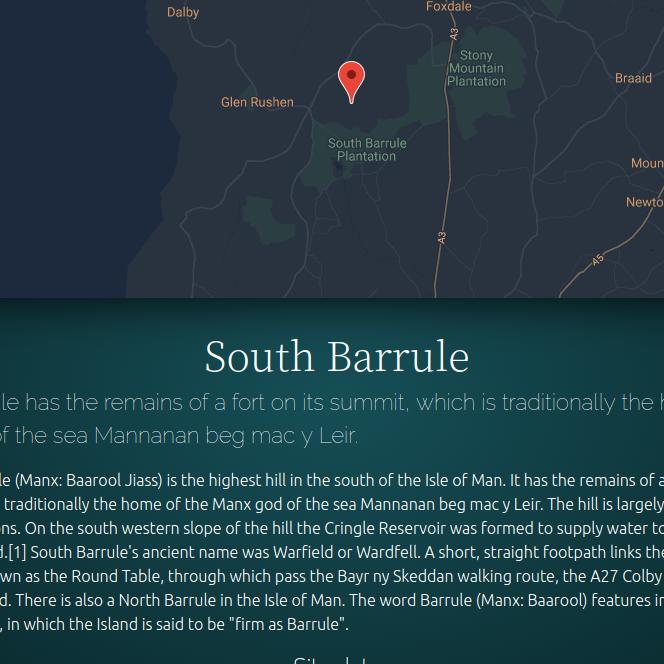 Dalby
Foxdale
A3
Stony
Mountain
Plantation
Braaid
Glen Rushen
South Barrule
Plantation
Moun
Newto
A3
A5
South Barrule
le has the remains of a fort on its summit, which is traditionally the h
of the sea Mannanan beg mac y Leir.
le (Manx: Baarool Jiass) is the highest hill in the south of the Isle of Man. It has the remains of a
traditionally the home of the Manx god of the sea Mannanan beg mac y Leir. The hill is largely
ns. On the south western slope of the hill the Cringle Reservoir was formed to supply water to
d.[1] South Barrule's ancient name was Warfield or Wardfell. A short, straight footpath links the
wn as the Round Table, through which pass the Bayr ny Skeddan walking route, the A27 Colby
d. There is also a North Barrule in the Isle of Man. The word Barrule (Manx: Baarool) features in
, in which the Island is said to be "firm as Barrule".